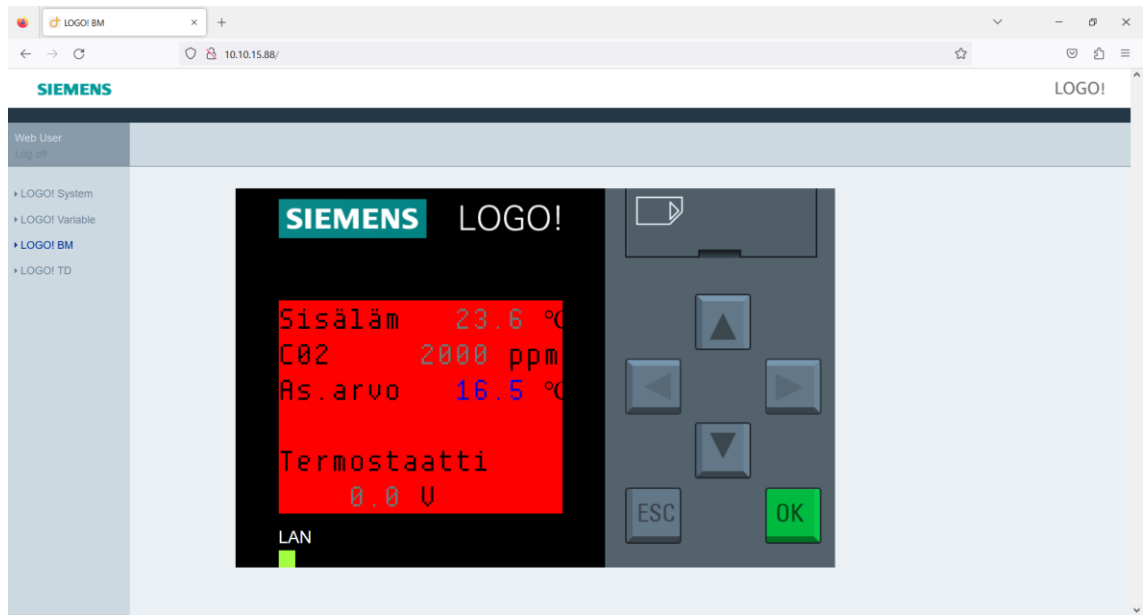 LOGO! BM
10.10.15.88/
SIEMENS LOGO!
Web User
Log off
LOGO! System
LOGO! Variable
LOGO! BM
LOGO! TD
SIEMENS LOGO!
Sisäläm 23.6 °C
CO2 2000 ppm
As.arvo 16.5 °C
Termostaatti
0.0 V
LAN
ESC OK